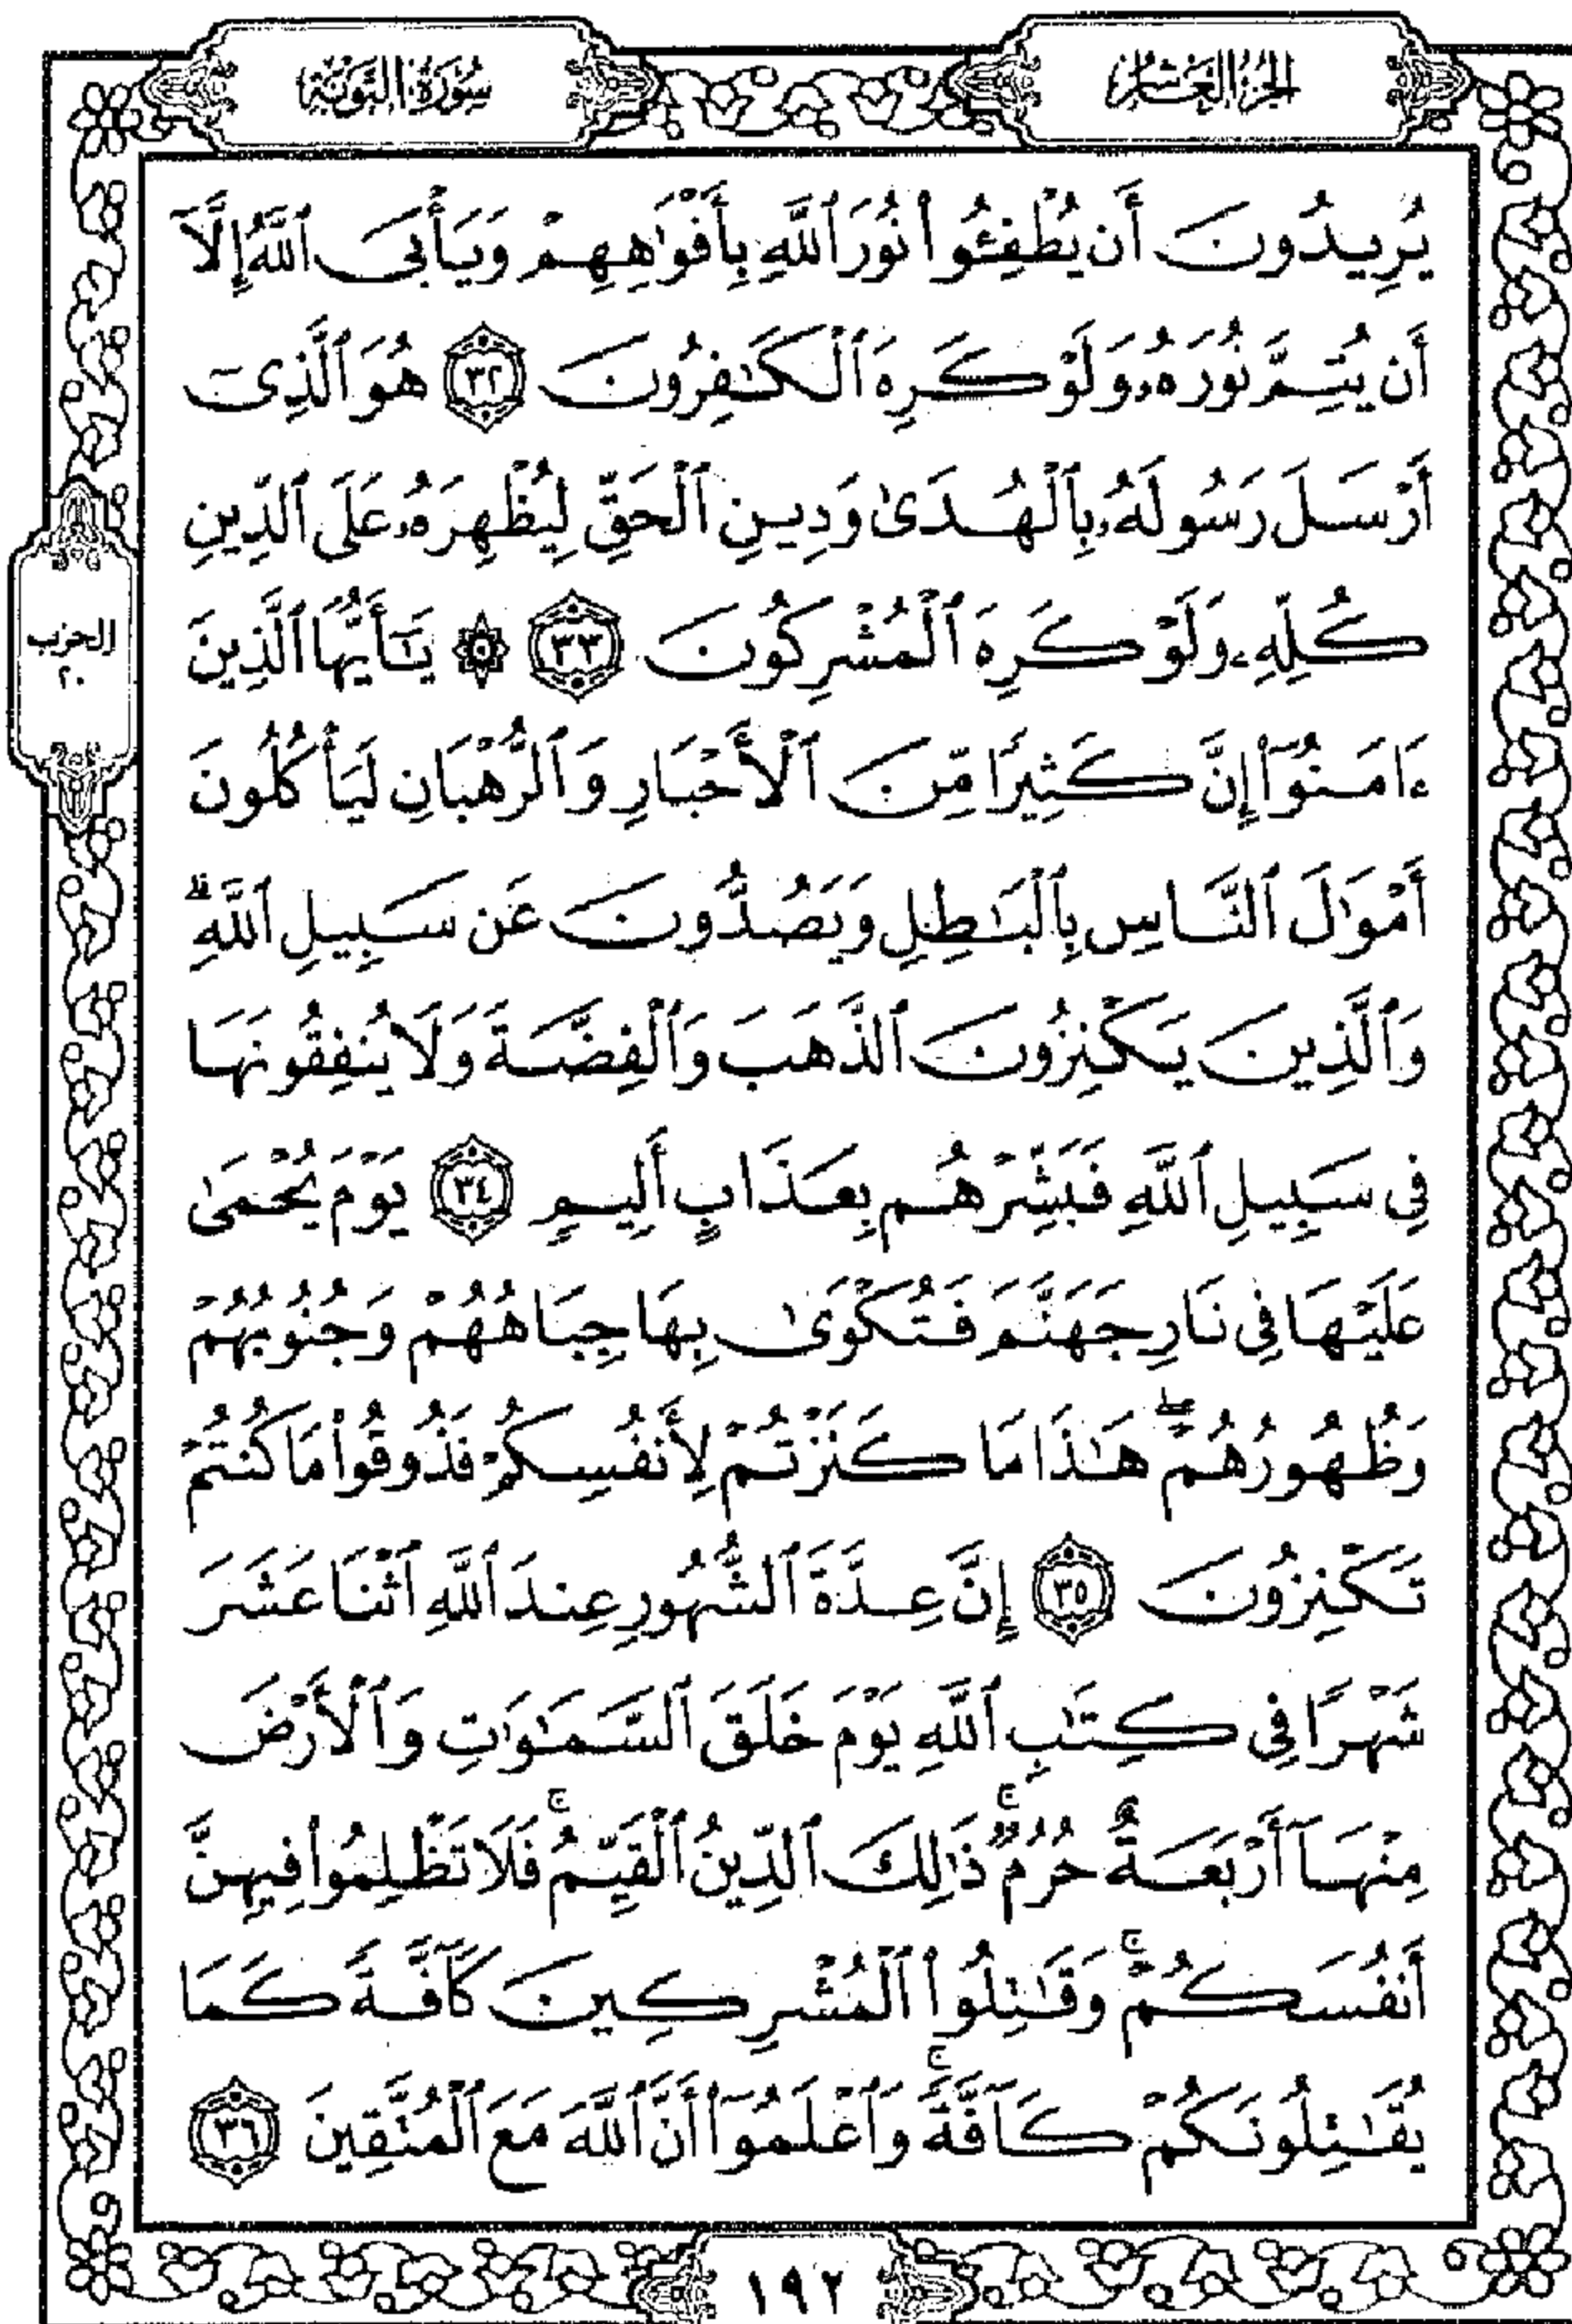 الجزء العاشر
سورة التوبة
يُرِيدُونَ أَن يُطْفِـُٔوا۟ نُورَ ٱللَّهِ بِأَفْوَٰهِهِمْ وَيَأْبَى ٱللَّهُ إِلَّآ
أَن يُتِمَّ نُورَهُۥ وَلَوْ كَرِهَ ٱلْكَـٰفِرُونَ ٣٢ هُوَ ٱلَّذِىٓ
أَرْسَلَ رَسُولَهُۥ بِٱلْهُدَىٰ وَدِينِ ٱلْحَقِّ لِيُظْهِرَهُۥ عَلَى ٱلدِّينِ
كُلِّهِۦ وَلَوْ كَرِهَ ٱلْمُشْرِكُونَ ٣٣ ۞ يَـٰٓأَيُّهَا ٱلَّذِينَ
ءَامَنُوٓا۟ إِنَّ كَثِيرًا مِّنَ ٱلْأَحْبَارِ وَٱلرُّهْبَانِ لَيَأْكُلُونَ
أَمْوَٰلَ ٱلنَّاسِ بِٱلْبَـٰطِلِ وَيَصُدُّونَ عَن سَبِيلِ ٱللَّهِ ۗ
وَٱلَّذِينَ يَكْنِزُونَ ٱلذَّهَبَ وَٱلْفِضَّةَ وَلَا يُنفِقُونَهَا
فِى سَبِيلِ ٱللَّهِ فَبَشِّرْهُم بِعَذَابٍ أَلِيمٍ ٣٤ يَوْمَ يُحْمَىٰ
عَلَيْهَا فِى نَارِ جَهَنَّمَ فَتُكْوَىٰ بِهَا جِبَاهُهُمْ وَجُنُوبُهُمْ
وَظُهُورُهُمْ ۖ هَـٰذَا مَا كَنَزْتُمْ لِأَنفُسِكُمْ فَذُوقُوا۟ مَا كُنتُمْ
تَكْنِزُونَ ٣٥ إِنَّ عِدَّةَ ٱلشُّهُورِ عِندَ ٱللَّهِ ٱثْنَا عَشَرَ
شَهْرًا فِى كِتَـٰبِ ٱللَّهِ يَوْمَ خَلَقَ ٱلسَّمَـٰوَٰتِ وَٱلْأَرْضَ
مِنْهَآ أَرْبَعَةٌ حُرُمٌ ۚ ذَٰلِكَ ٱلدِّينُ ٱلْقَيِّمُ ۚ فَلَا تَظْلِمُوا۟ فِيهِنَّ
أَنفُسَكُمْ ۚ وَقَـٰتِلُوا۟ ٱلْمُشْرِكِينَ كَآفَّةً كَمَا
يُقَـٰتِلُونَكُمْ كَآفَّةً ۚ وَٱعْلَمُوٓا۟ أَنَّ ٱللَّهَ مَعَ ٱلْمُتَّقِينَ ٣٦
الحزب
٢٠
١٩٢